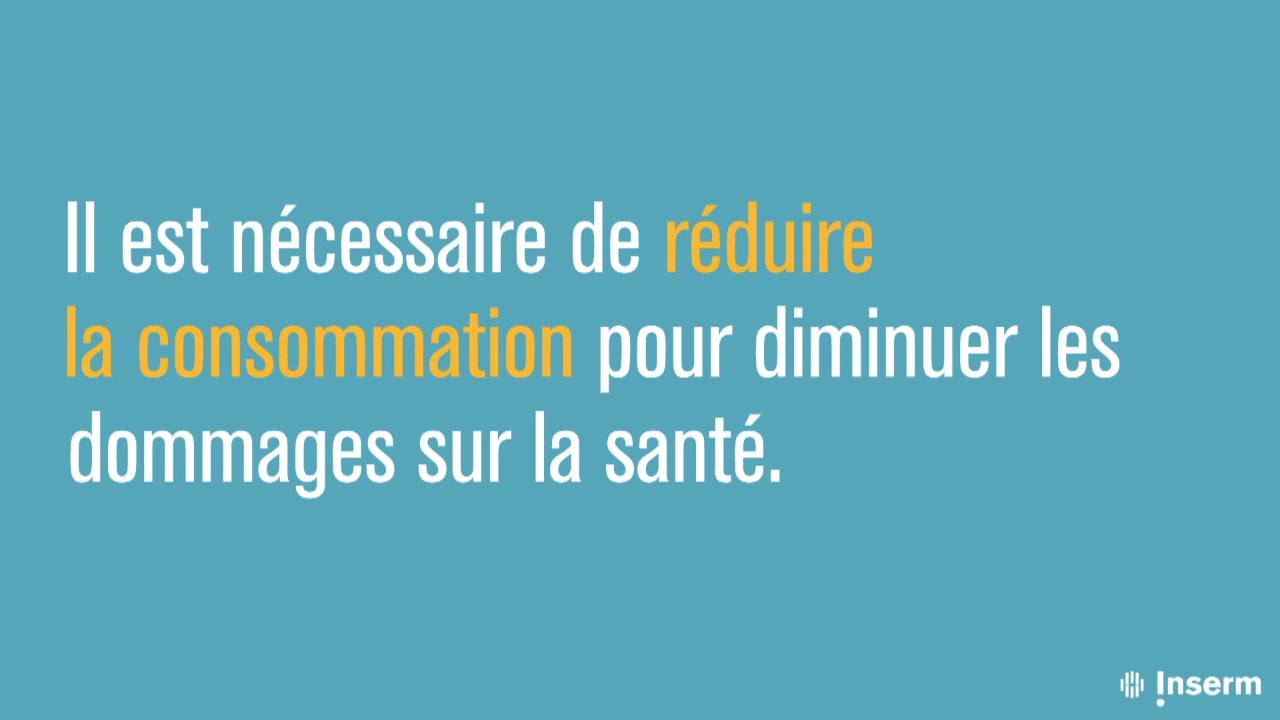 Il est nécessaire de réduire
la consommation pour diminuer les
dommages sur la santé.
Inserm